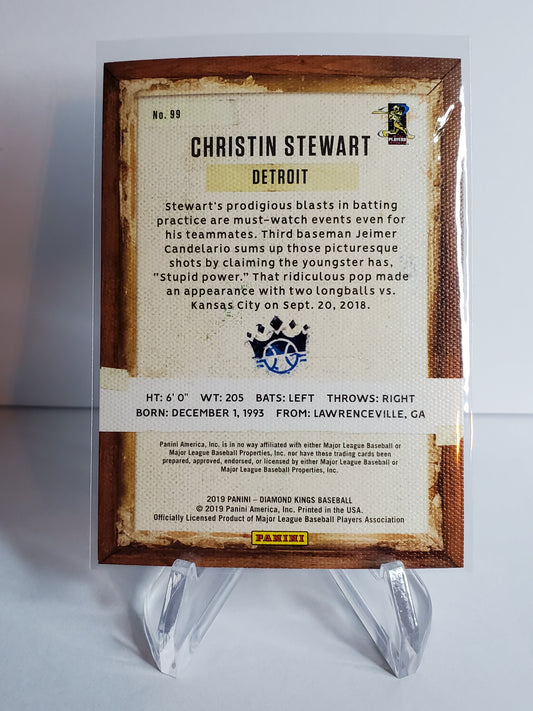 No. 99
PLAYERS
CHRISTIN STEWART
DETROIT
Stewart's prodigious blasts in batting
practice are must-watch events even for
his teammates. Third baseman Jeimer
Candelario sums up those picturesque
shots by claiming the youngster has,
"Stupid power." That ridiculous pop made
an appearance with two longballs vs.
Kansas City on Sept. 20, 2018.
HT: 6' 0" WT: 205 BATS: LEFT THROWS: RIGHT
BORN: DECEMBER 1, 1993 FROM: LAWRENCEVILLE, GA
Panini America, Inc. is in no way affiliated with either Major League Baseball or
Major League Baseball Properties, Inc. nor have these trading cards been
prepared, approved, endorsed, or licensed by either Major League Baseball or
Major League Baseball Properties, Inc.
2019 PANINI – DIAMOND KINGS BASEBALL
© 2019 Panini America, Inc. Printed in the USA.
Officially Licensed Product of Major League Baseball Players Association
PANINI